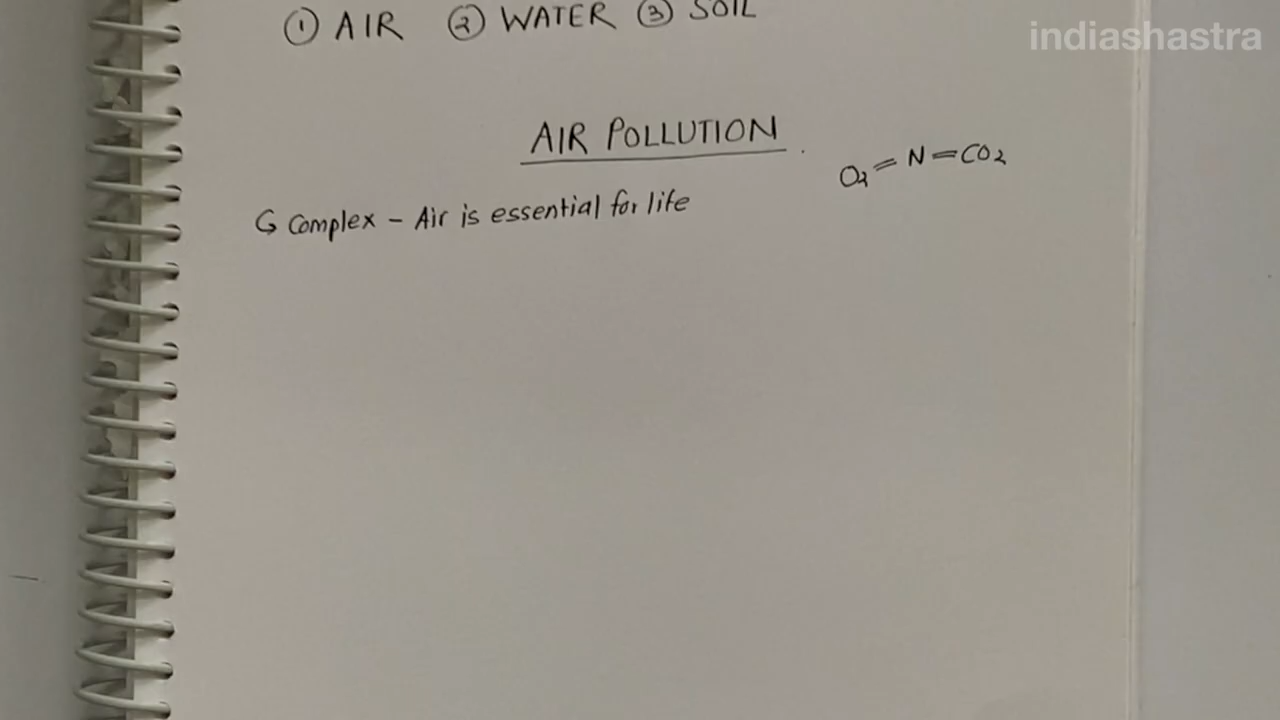 ① AIR ② WATER ③ SOIL
indiashastra
AIR POLLUTION
O2 = N = CO2
↳ Complex - Air is essential for life